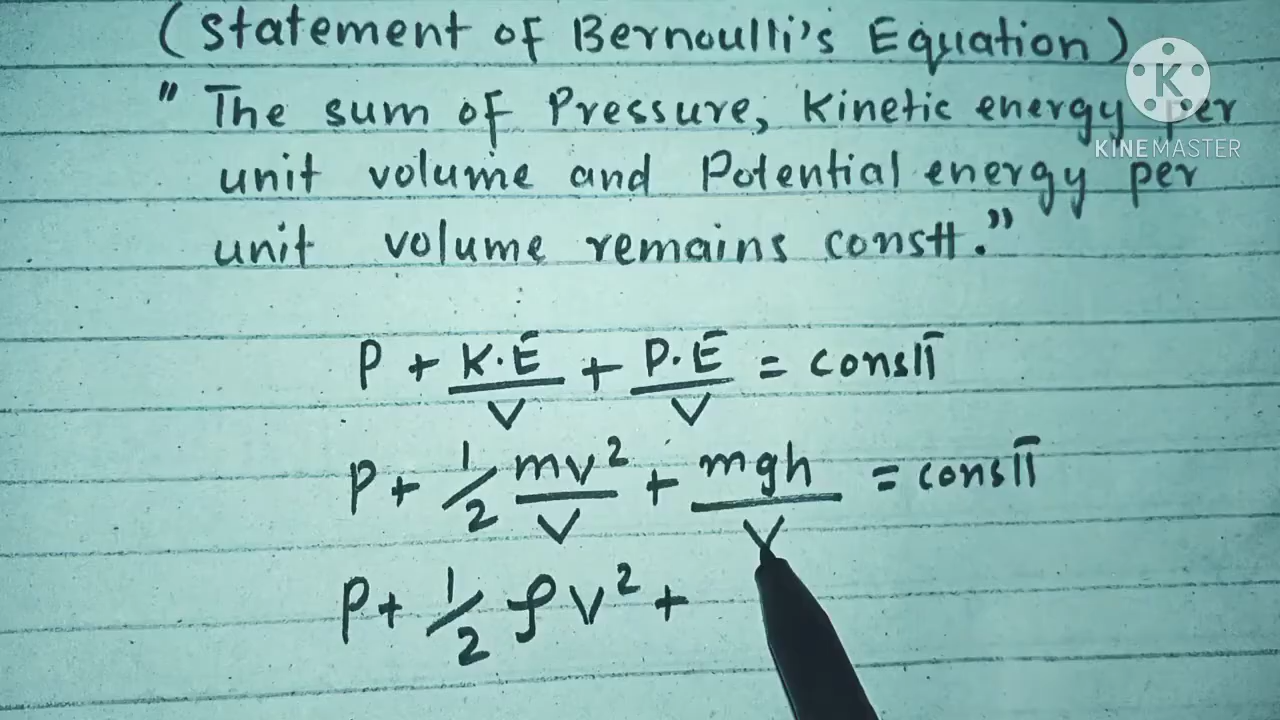 (Statement of Bernoulli's Equation)
" The sum of Pressure, Kinetic energy per
unit volume and Potential energy per
unit volume remains constt."
P + K.E/V + P.E/V = constt
P + 1/2 mv²/V + mgh/V = constt
P + 1/2 ρv² +
K
KINEMASTER